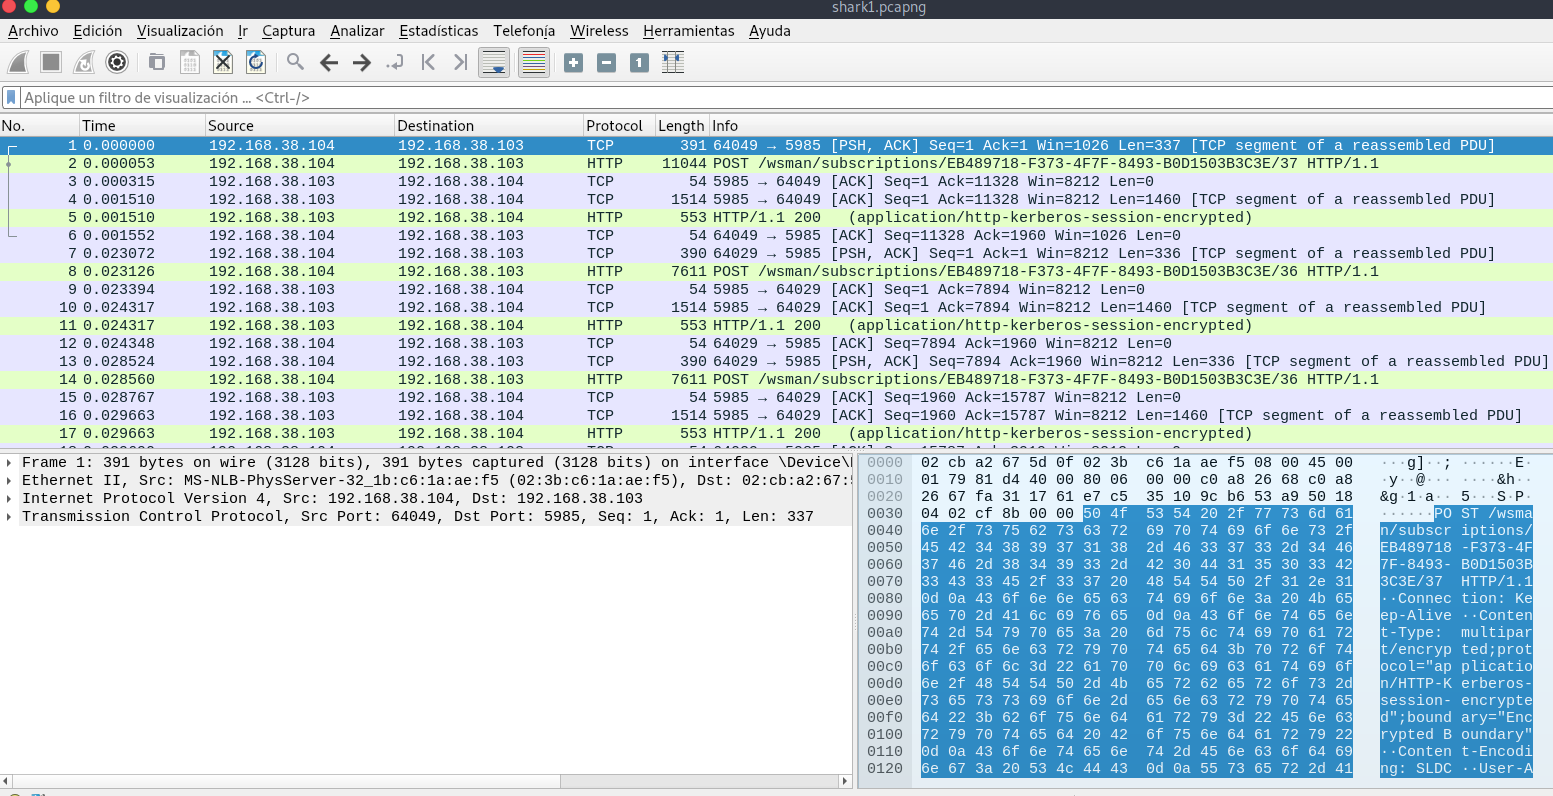 shark1.pcapng
Archivo Edición Visualización Ir Captura Analizar Estadísticas Telefonía Wireless Herramientas Ayuda
Aplique un filtro de visualización ... <Ctrl-/>
No. Time Source Destination Protocol Length Info
1 0.000000 192.168.38.104 192.168.38.103 TCP 391 64049 → 5985 [PSH, ACK] Seq=1 Ack=1 Win=1026 Len=337 [TCP segment of a reassembled PDU]
2 0.000053 192.168.38.104 192.168.38.103 HTTP 11044 POST /wsman/subscriptions/EB489718-F373-4F7F-8493-B0D1503B3C3E/37 HTTP/1.1
3 0.000315 192.168.38.103 192.168.38.104 TCP 54 5985 → 64049 [ACK] Seq=1 Ack=11328 Win=8212 Len=0
4 0.001510 192.168.38.103 192.168.38.104 TCP 1514 5985 → 64049 [ACK] Seq=1 Ack=11328 Win=8212 Len=1460 [TCP segment of a reassembled PDU]
5 0.001510 192.168.38.103 192.168.38.104 HTTP 553 HTTP/1.1 200 (application/http-kerberos-session-encrypted)
6 0.001552 192.168.38.104 192.168.38.103 TCP 54 64049 → 5985 [ACK] Seq=11328 Ack=1960 Win=1026 Len=0
7 0.023072 192.168.38.104 192.168.38.103 TCP 390 64029 → 5985 [PSH, ACK] Seq=1 Ack=1 Win=8212 Len=336 [TCP segment of a reassembled PDU]
8 0.023126 192.168.38.104 192.168.38.103 HTTP 7611 POST /wsman/subscriptions/EB489718-F373-4F7F-8493-B0D1503B3C3E/36 HTTP/1.1
9 0.023394 192.168.38.103 192.168.38.104 TCP 54 5985 → 64029 [ACK] Seq=1 Ack=7894 Win=8212 Len=0
10 0.024317 192.168.38.103 192.168.38.104 TCP 1514 5985 → 64029 [ACK] Seq=1 Ack=7894 Win=8212 Len=1460 [TCP segment of a reassembled PDU]
11 0.024317 192.168.38.103 192.168.38.104 HTTP 553 HTTP/1.1 200 (application/http-kerberos-session-encrypted)
12 0.024348 192.168.38.104 192.168.38.103 TCP 54 64029 → 5985 [ACK] Seq=7894 Ack=1960 Win=8212 Len=0
13 0.028524 192.168.38.104 192.168.38.103 TCP 390 64029 → 5985 [PSH, ACK] Seq=7894 Ack=1960 Win=8212 Len=336 [TCP segment of a reassembled PDU]
14 0.028560 192.168.38.104 192.168.38.103 HTTP 7611 POST /wsman/subscriptions/EB489718-F373-4F7F-8493-B0D1503B3C3E/36 HTTP/1.1
15 0.028767 192.168.38.103 192.168.38.104 TCP 54 5985 → 64029 [ACK] Seq=1960 Ack=15787 Win=8212 Len=0
16 0.029663 192.168.38.103 192.168.38.104 TCP 1514 5985 → 64029 [ACK] Seq=1960 Ack=15787 Win=8212 Len=1460 [TCP segment of a reassembled PDU]
17 0.029663 192.168.38.103 192.168.38.104 HTTP 553 HTTP/1.1 200 (application/http-kerberos-session-encrypted)
Frame 1: 391 bytes on wire (3128 bits), 391 bytes captured (3128 bits) on interface \Device\
Ethernet II, Src: MS-NLB-PhysServer-32_1b:c6:1a:ae:f5 (02:3b:c6:1a:ae:f5), Dst: 02:cb:a2:67:
Internet Protocol Version 4, Src: 192.168.38.104, Dst: 192.168.38.103
Transmission Control Protocol, Src Port: 64049, Dst Port: 5985, Seq: 1, Ack: 1, Len: 337
0000 02 cb a2 67 5d 0f 02 3b c6 1a ae f5 08 00 45 00 ···g]··; ······E·
0010 01 79 81 d4 40 00 80 06 00 00 c0 a8 26 68 c0 a8 ·y··@··· ····&h··
0020 26 67 fa 31 17 61 e7 c5 35 10 9c b6 53 a9 50 18 &g·1·a·· 5···S·P·
0030 04 02 cf 8b 00 00 50 4f 53 54 20 2f 77 73 6d 61 ······PO ST /wsma
0040 6e 2f 73 75 62 73 63 72 69 70 74 69 6f 6e 73 2f n/subscr iptions/
0050 45 42 34 38 39 37 31 38 2d 46 33 37 33 2d 34 46 EB489718 -F373-4F
0060 37 46 2d 38 34 39 33 2d 42 30 44 31 35 30 33 42 7F-8493- B0D1503B
0070 33 43 33 45 2f 33 37 20 48 54 54 50 2f 31 2e 31 3C3E/37 HTTP/1.1
0080 0d 0a 43 6f 6e 6e 65 63 74 69 6f 6e 3a 20 4b 65 ··Connec tion: Ke
0090 65 70 2d 41 6c 69 76 65 0d 0a 43 6f 6e 74 65 6e ep-Alive ··Conten
00a0 74 2d 54 79 70 65 3a 20 6d 75 6c 74 69 70 61 72 t-Type: multipar
00b0 74 2f 65 6e 63 72 79 70 74 65 64 3b 70 72 6f 74 t/encryp ted;prot
00c0 6f 63 6f 6c 3d 22 61 70 70 6c 69 63 61 74 69 6f ocol="ap plicatio
00d0 6e 2f 48 54 54 50 2d 4b 65 72 62 65 72 6f 73 2d n/HTTP-K erberos-
00e0 73 65 73 73 69 6f 6e 2d 65 6e 63 72 79 70 74 65 session- encrypte
00f0 64 22 3b 62 6f 75 6e 64 61 72 79 3d 22 45 6e 63 d";bound ary="Enc
0100 72 79 70 74 65 64 20 42 6f 75 6e 64 61 72 79 22 rypted B oundary"
0110 0d 0a 43 6f 6e 74 65 6e 74 2d 45 6e 63 6f 64 69 ··Conten t-Encodi
0120 6e 67 3a 20 53 4c 44 43 0d 0a 55 73 65 72 2d 41 ng: SLDC ··User-A